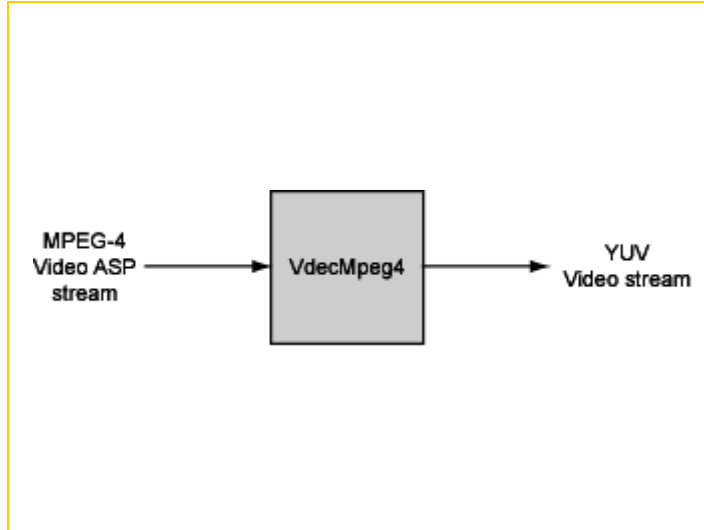 MPEG-4
Video ASP
stream
VdecMpeg4
YUV
Video stream